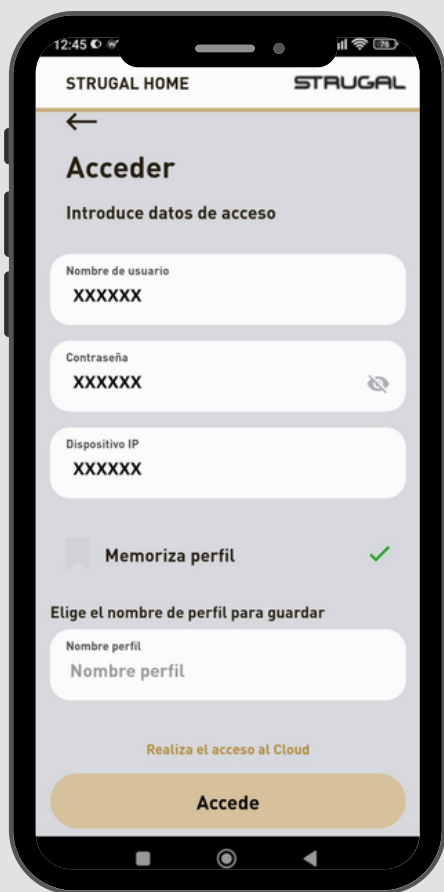 12:45
76
STRUGAL HOME
STRUGAL
Acceder
Introduce datos de acceso
Nombre de usuario
XXXXXX
Contraseña
XXXXXX
Dispositivo IP
XXXXXX
Memoriza perfil
Elige el nombre de perfil para guardar
Nombre perfil
Nombre perfil
Realiza el acceso al Cloud
Accede